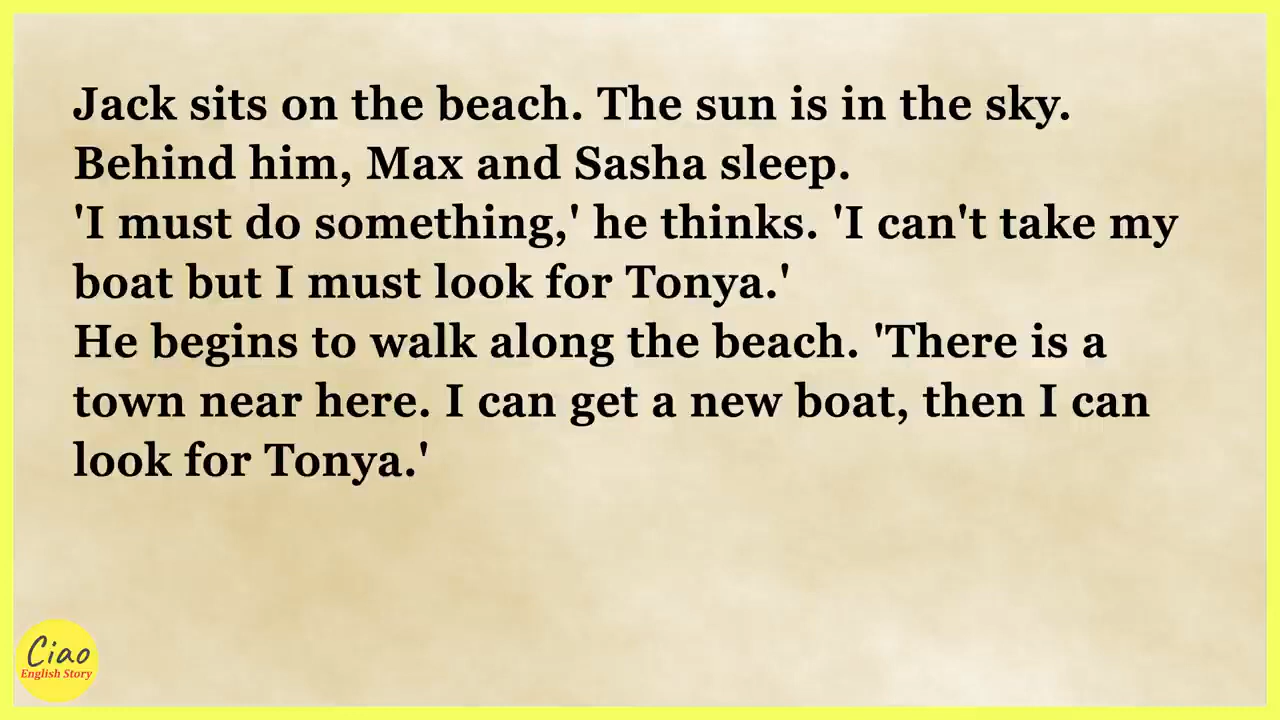 Jack sits on the beach. The sun is in the sky.
Behind him, Max and Sasha sleep.
'I must do something,' he thinks. 'I can't take my
boat but I must look for Tonya.'
He begins to walk along the beach. 'There is a
town near here. I can get a new boat, then I can
look for Tonya.'
Ciao
English Story